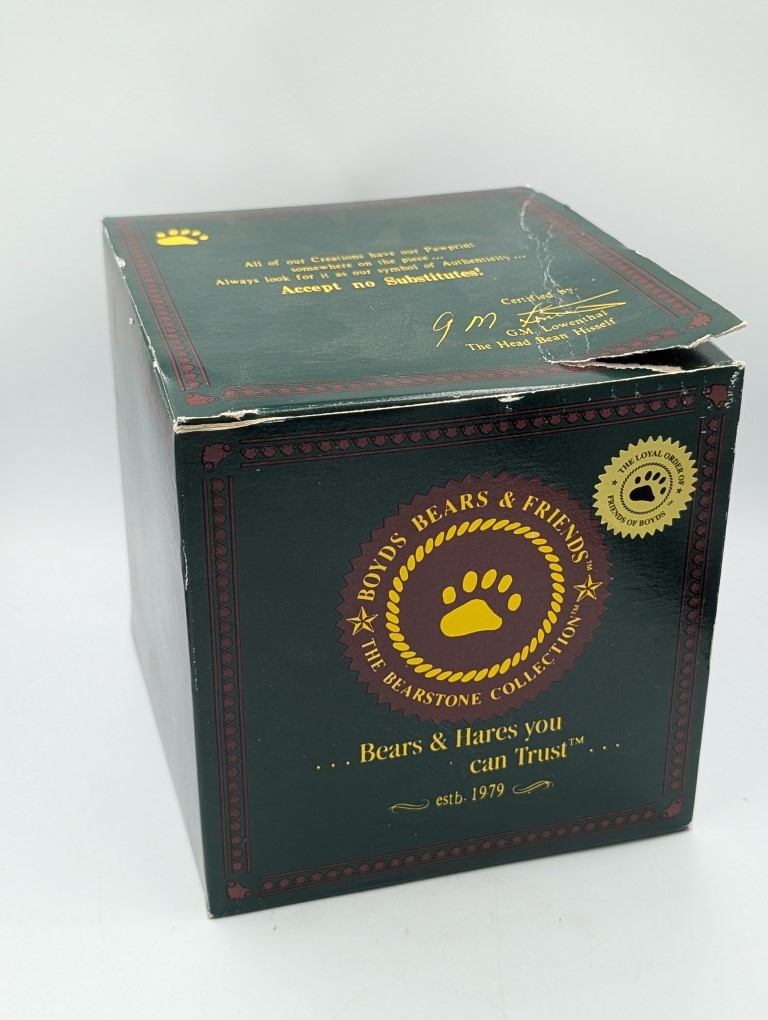 All of our Creations have our Pawprint
somewhere on the piece ...
Always look for it as our symbol of Authenticity ...
Accept no Substitutes!
Certified by,
G.M. Lowenthal
The Head Bean Hisself
THE LOYAL ORDER OF
FRIENDS OF BOYDS ™
BOYDS BEARS & FRIENDS™
THE BEARSTONE COLLECTION™
... Bears & Hares you
can Trust™ ...
estb. 1979